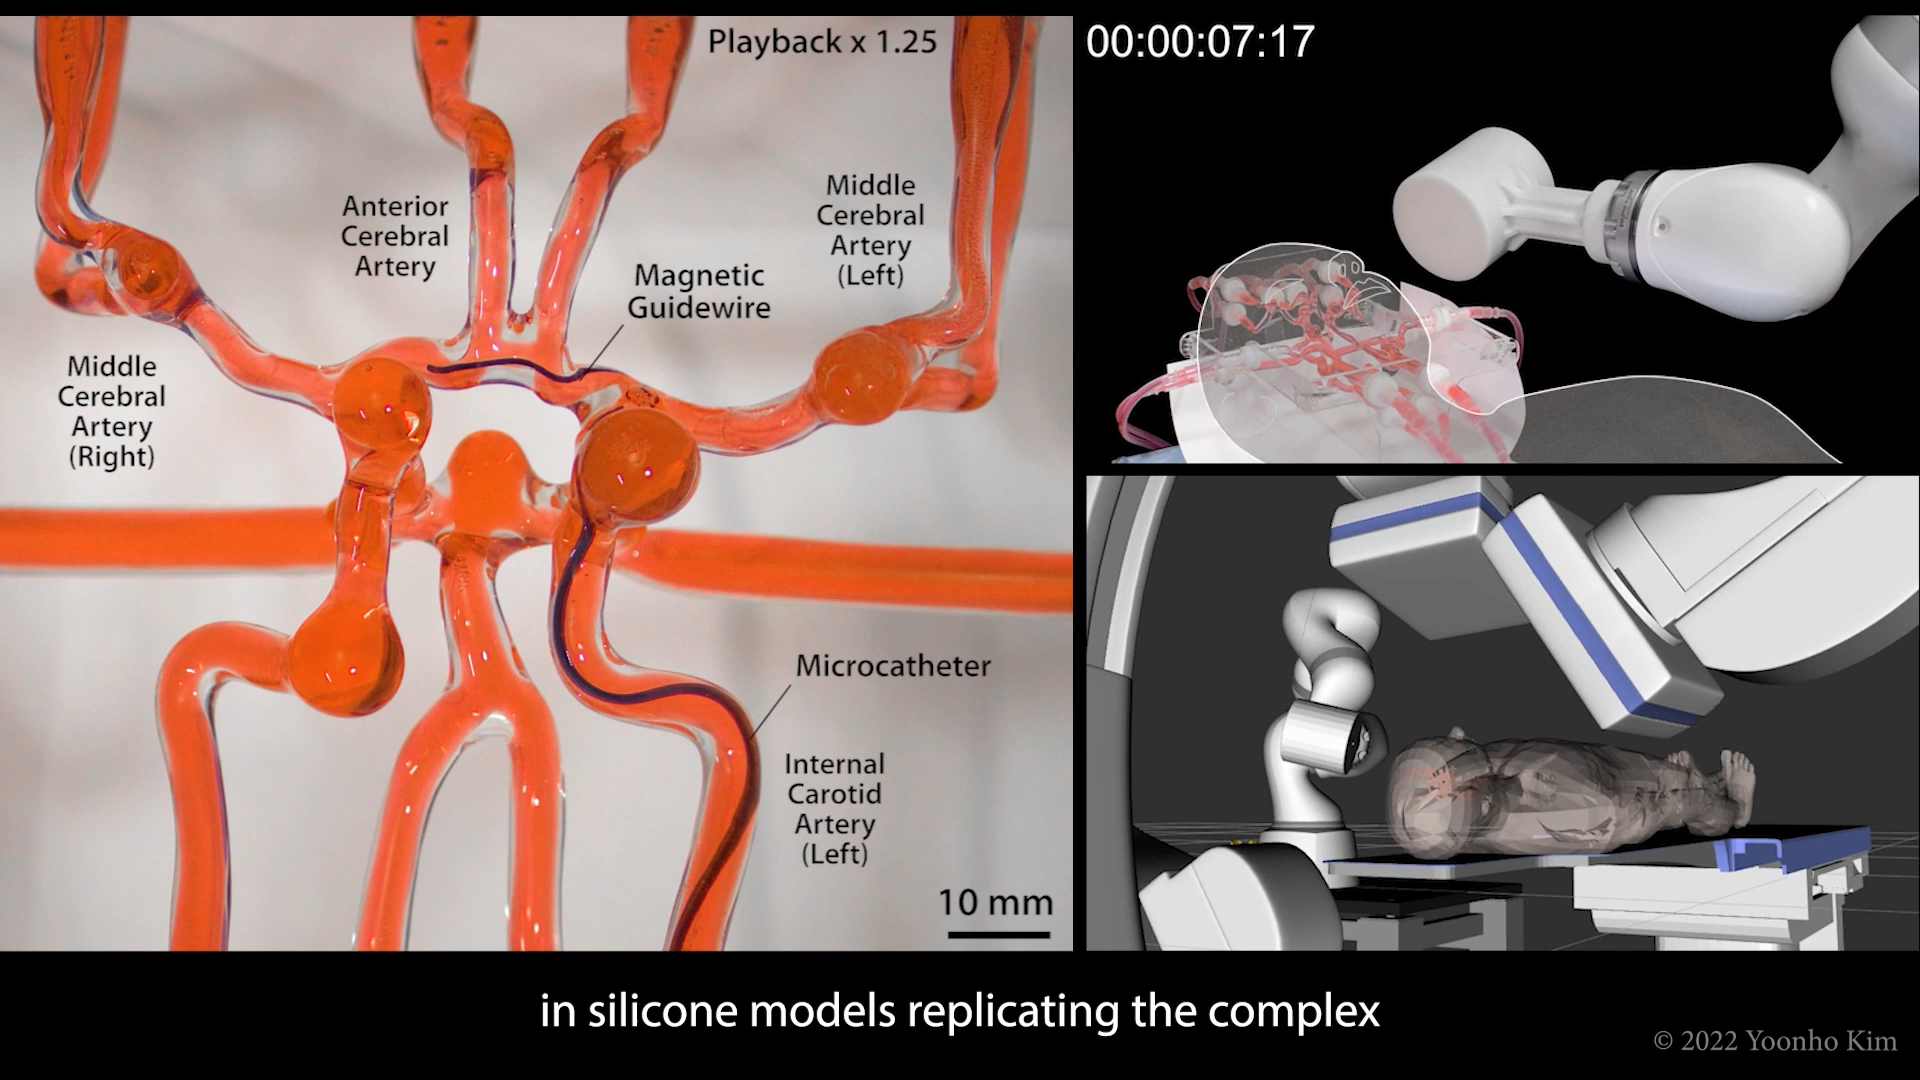 Playback x 1.25
00:00:07:17
Anterior
Cerebral
Artery
Middle
Cerebral
Artery
(Left)
Magnetic
Guidewire
Middle
Cerebral
Artery
(Right)
Microcatheter
Internal
Carotid
Artery
(Left)
10 mm
in silicone models replicating the complex
© 2022 Yoonho Kim